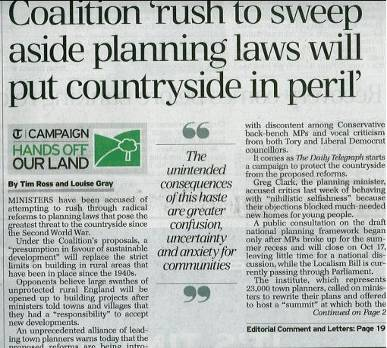 Coalition 'rush to sweep
aside planning laws will
put countryside in peril'
CAMPAIGN
HANDS OFF
OUR LAND
By Tim Ross and Louise Gray
MINISTERS have been accused of
attempting to rush through radical
reforms to planning laws that pose the
greatest threat to the countryside since
the Second World War.
Under the Coalition's proposals, a
"presumption in favour of sustainable
development" will replace the strict
limits on building in rural areas that
have been in place since the 1940s.
Opponents believe large swathes of
unprotected rural England will be
opened up to building projects after
ministers told towns and villages that
they had a "responsibility" to accept
new developments.
An unprecedented alliance of lead-
ing town planners warns today that the
proposed reforms are being intro-
“
The
unintended
consequences
of this haste
are greater
confusion,
uncertainty
and anxiety for
communities
”
with discontent among Conservative
back-bench MPs and vocal criticism
from both Tory and Liberal Democrat
councillors.
It comes as The Daily Telegraph starts
a campaign to protect the countryside
from the proposed reforms.
Greg Clark, the planning minister,
accused critics last week of behaving
with "nihilistic selfishness" because
their objections blocked much-needed
new homes for young people.
A public consultation on the draft
national planning framework began
only after MPs broke up for the sum-
mer recess and will close on Oct 17,
leaving little time for a national dis-
cussion, while the Localism Bill is cur-
rently passing through Parliament.
The institute, which represents
23,000 town planners, called on minis-
ters to rewrite their plans and offered
to host a "summit" at which both the
Continued on Page 2
Editorial Comment and Letters: Page 19